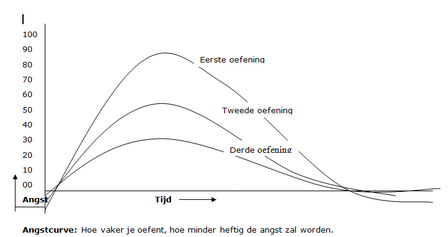 100
90
80
70
60
50
40
30
20
10
00
Eerste oefening
Tweede oefening
Derde oefening
Angst
Tijd
Angstcurve: Hoe vaker je oefent, hoe minder heftig de angst zal worden.